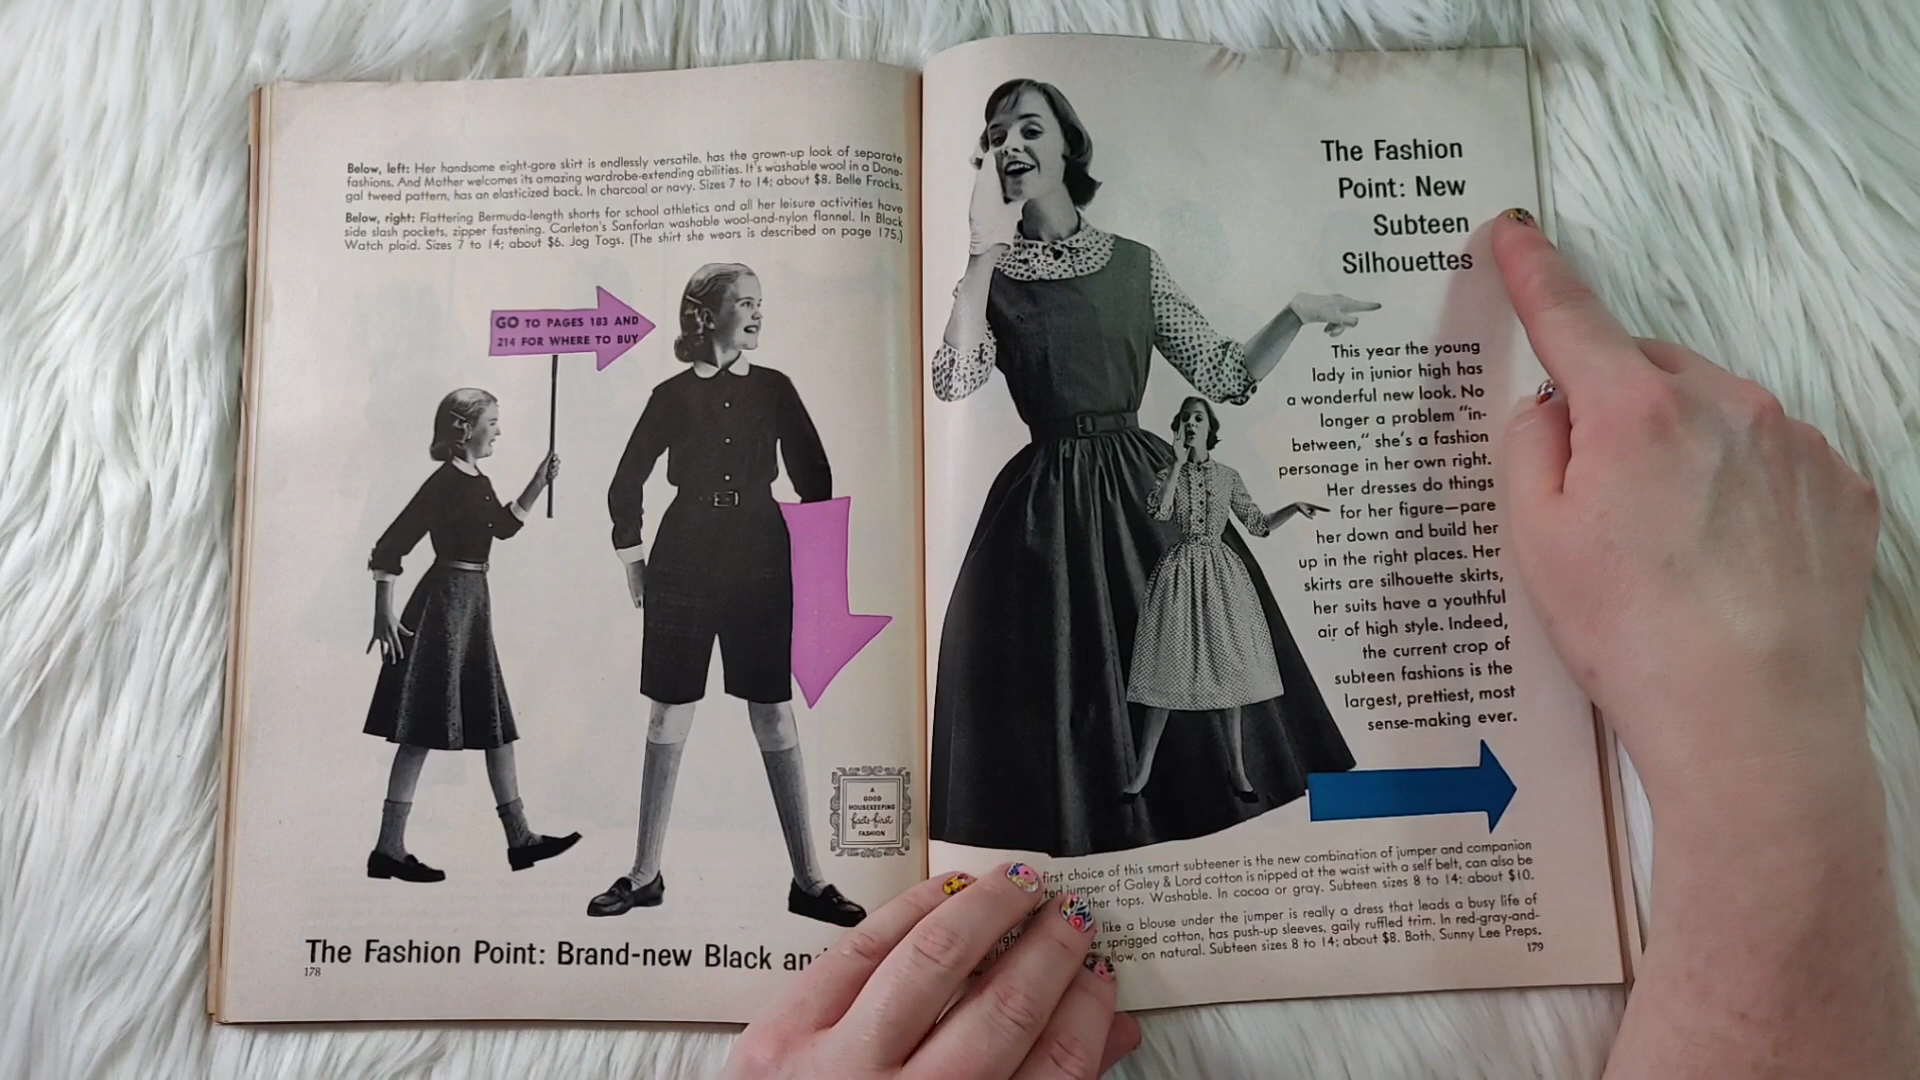 Below, left: Her handsome eight-gore skirt is endlessly versatile, has the grown-up look of separate
fashions. And Mother welcomes its amazing wardrobe-extending abilities. It's washable wool in a Done-
gal tweed pattern, has an elasticized back. In charcoal or navy. Sizes 7 to 14; about $8. Belle Frocks.
Below, right: Flattering Bermuda-length shorts for school athletics and all her leisure activities have
side slash pockets, zipper fastening. Carleton's Sanforlan washable wool-and-nylon flannel. In Black
Watch plaid. Sizes 7 to 14; about $6. Jog Togs. (The shirt she wears is described on page 175.)
GO TO PAGES 183 AND
214 FOR WHERE TO BUY
A
GOOD
HOUSEKEEPING
facts-first
FASHION
The Fashion Point: Brand-new Black an
178
The Fashion
Point: New
Subteen
Silhouettes
This year the young
lady in junior high has
a wonderful new look. No
longer a problem "in-
between," she's a fashion
personage in her own right.
Her dresses do things
for her figure—pare
her down and build her
up in the right places. Her
skirts are silhouette skirts,
her suits have a youthful
air of high style. Indeed,
the current crop of
subteen fashions is the
largest, prettiest, most
sense-making ever.
first choice of this smart subteener is the new combination of jumper and companion
ted jumper of Galey & Lord cotton is nipped at the waist with a self belt, can also be
ther tops. Washable. In cocoa or gray. Subteen sizes 8 to 14; about $10.
like a blouse under the jumper is really a dress that leads a busy life of
er sprigged cotton, has push-up sleeves, gaily ruffled trim. In red-gray-and-
ellow, on natural. Subteen sizes 8 to 14; about $8. Both, Sunny Lee Preps.
179